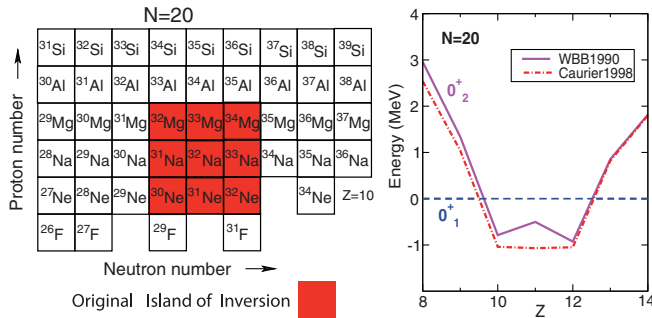 N=20
³¹Si ³²Si ³³Si ³⁴Si ³⁵Si ³⁶Si ³⁷Si ³⁸Si ³⁹Si
³⁰Al ³¹Al ³²Al ³³Al ³⁴Al ³⁵Al ³⁶Al ³⁷Al ³⁸Al
²⁹Mg ³⁰Mg ³¹Mg ³²Mg ³³Mg ³⁴Mg ³⁵Mg ³⁶Mg ³⁷Mg
²⁸Na ²⁹Na ³⁰Na ³¹Na ³²Na ³³Na ³⁴Na ³⁵Na ³⁶Na
²⁷Ne ²⁸Ne ²⁹Ne ³⁰Ne ³¹Ne ³²Ne ³⁴Ne Z=10
²⁶F ²⁷F ²⁹F ³¹F
Proton number
Neutron number
Original Island of Inversion
N=20
WBB1990
Caurier1998
0⁺₂
0⁺₁
Energy (MeV)
3
2
1
0
-1
8 10 12 14
Z